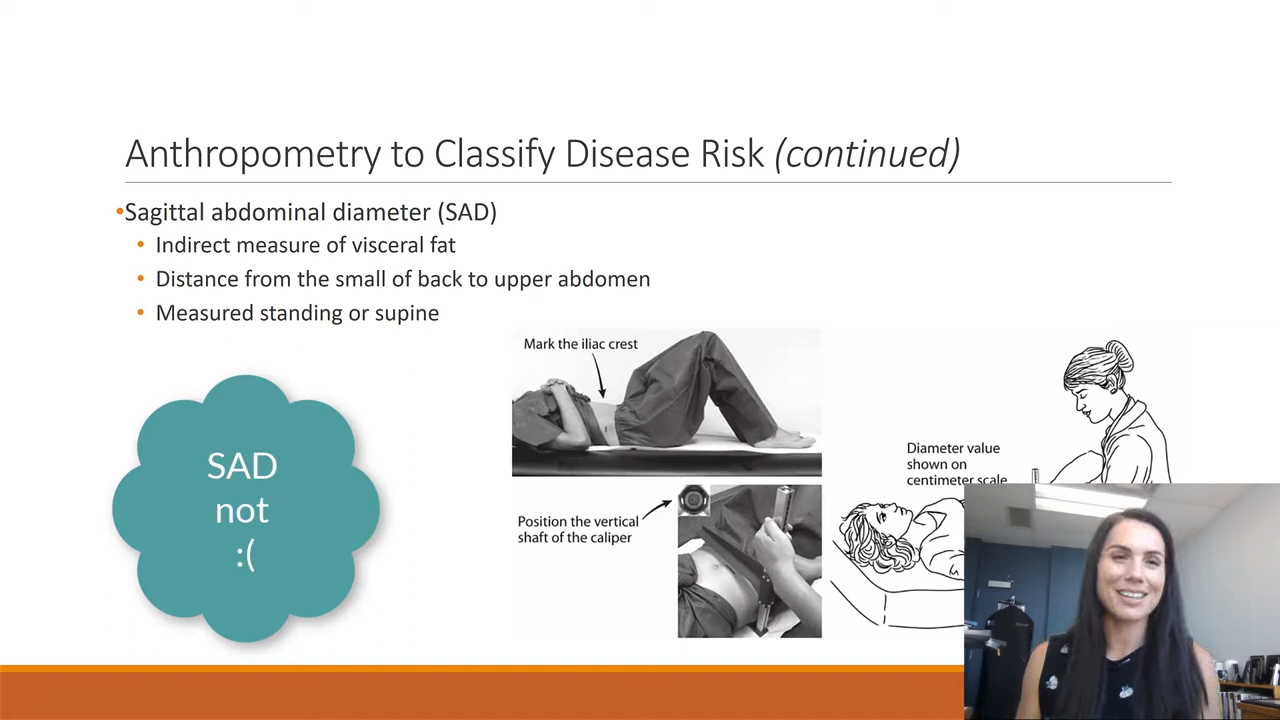 Anthropometry to Classify Disease Risk (continued)
•Sagittal abdominal diameter (SAD)
• Indirect measure of visceral fat
• Distance from the small of back to upper abdomen
• Measured standing or supine
SAD
not
:(
Mark the iliac crest
Position the vertical
shaft of the caliper
Diameter value
shown on
centimeter scale